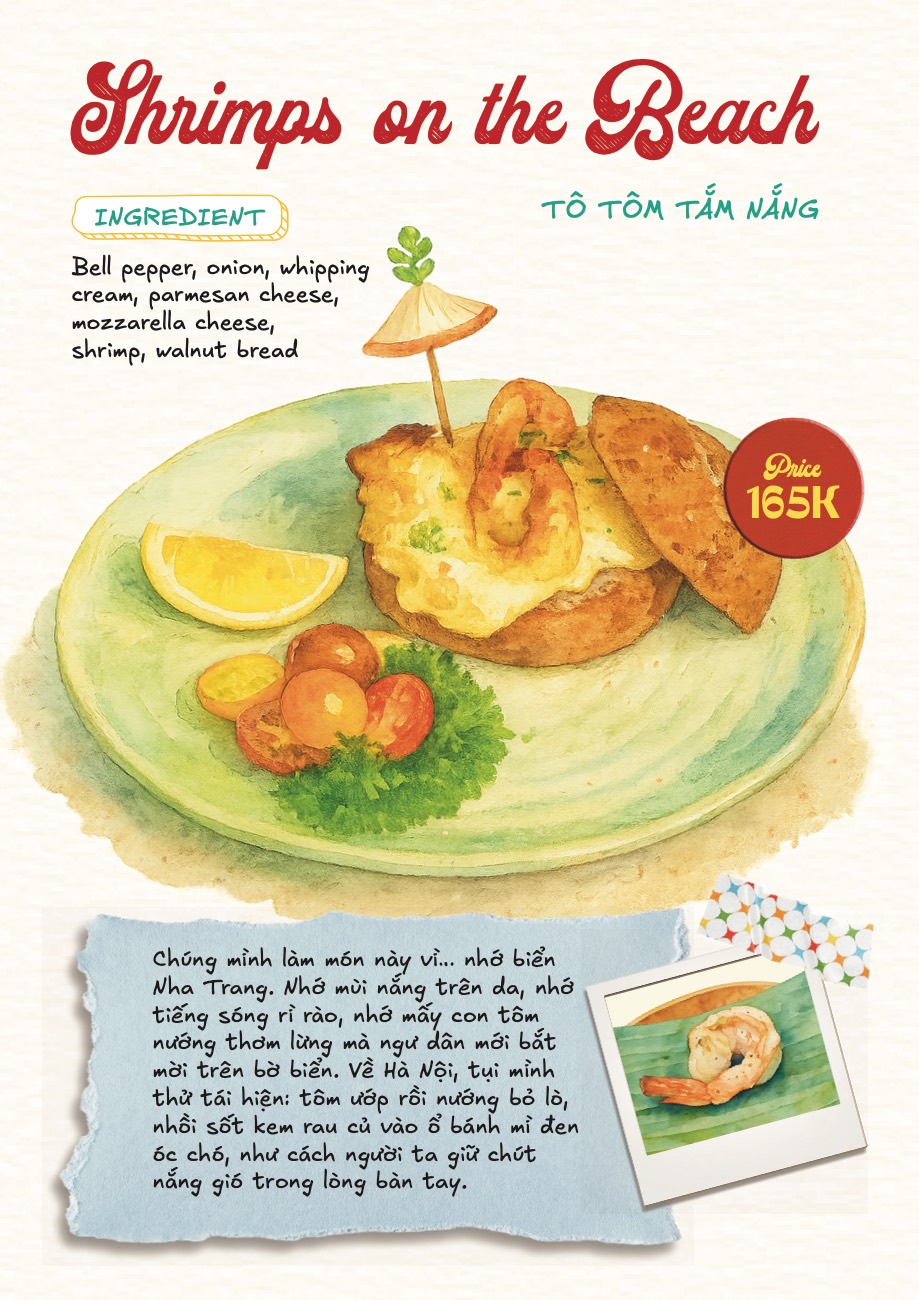 Shrimps on the Beach
TÔ TÔM TẮM NẮNG
INGREDIENT
Bell pepper, onion, whipping
cream, parmesan cheese,
mozzarella cheese,
shrimp, walnut bread
Price
165K
Chúng mình làm món này vì... nhớ biển
Nha Trang. Nhớ mùi nắng trên da, nhớ
tiếng sóng rì rào, nhớ mấy con tôm
nướng thơm lừng mà ngư dân mới bắt
mời trên bờ biển. Về Hà Nội, tụi mình
thử tái hiện: tôm ướp rồi nướng bỏ lò,
nhồi sốt kem rau củ vào ổ bánh mì đen
óc chó, như cách người ta giữ chút
nắng gió trong lòng bàn tay.